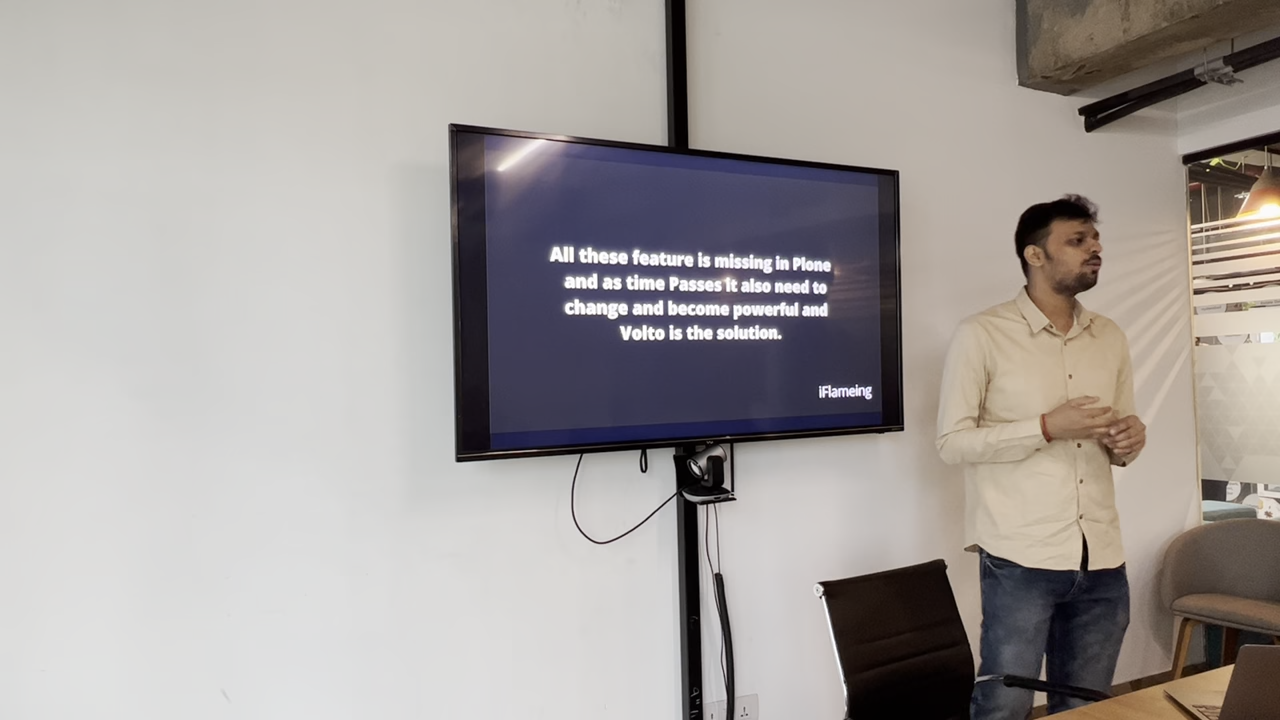 All these feature is missing in Plone
and as time Passes it also need to
change and become powerful and
Volto is the solution.
iFlameing